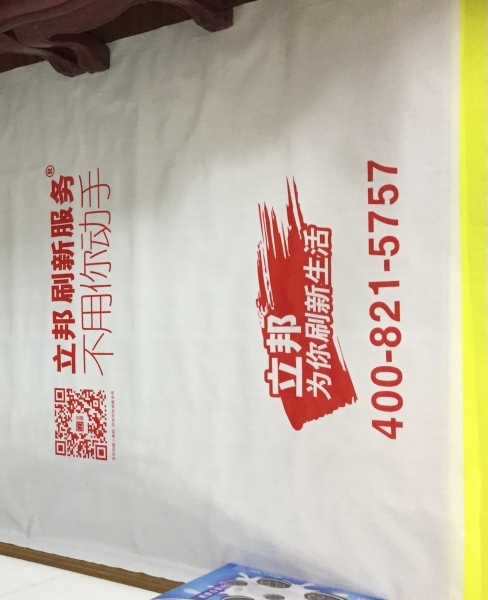 立邦 刷新服务®
不用你动手
立邦
为你刷新生活
400-821-5757